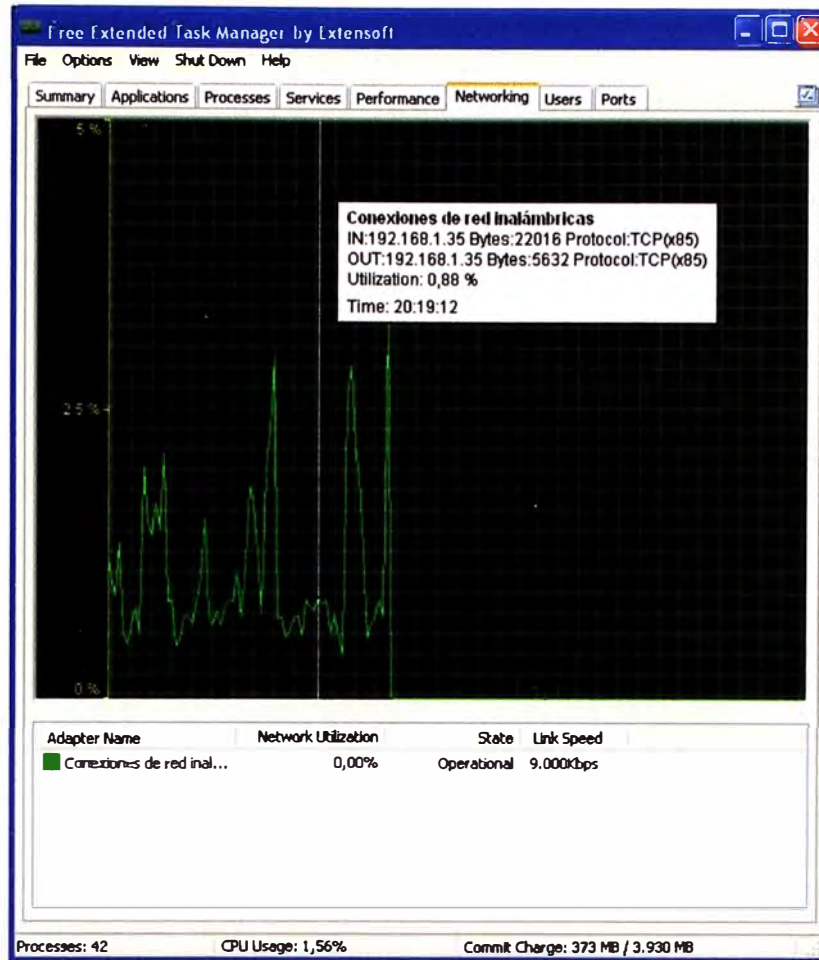 Free Extended Task Manager by Extensoft
File Options View Shut Down Help
Summary Applications Processes Services Performance Networking Users Ports
5 %
Conexiones de red inalámbricas
IN:192.168.1.35 Bytes:22016 Protocol:TCP(x85)
OUT:192.168.1.35 Bytes:5632 Protocol:TCP(x85)
Utilization: 0,88 %
Time: 20:19:12
2.5 %
0 %
Adapter Name Network Utilization State Link Speed
Conexiones de red inal... 0,00% Operational 9.000Kbps
Processes: 42 CPU Usage: 1,56% Commit Charge: 373 MB / 3.930 MB